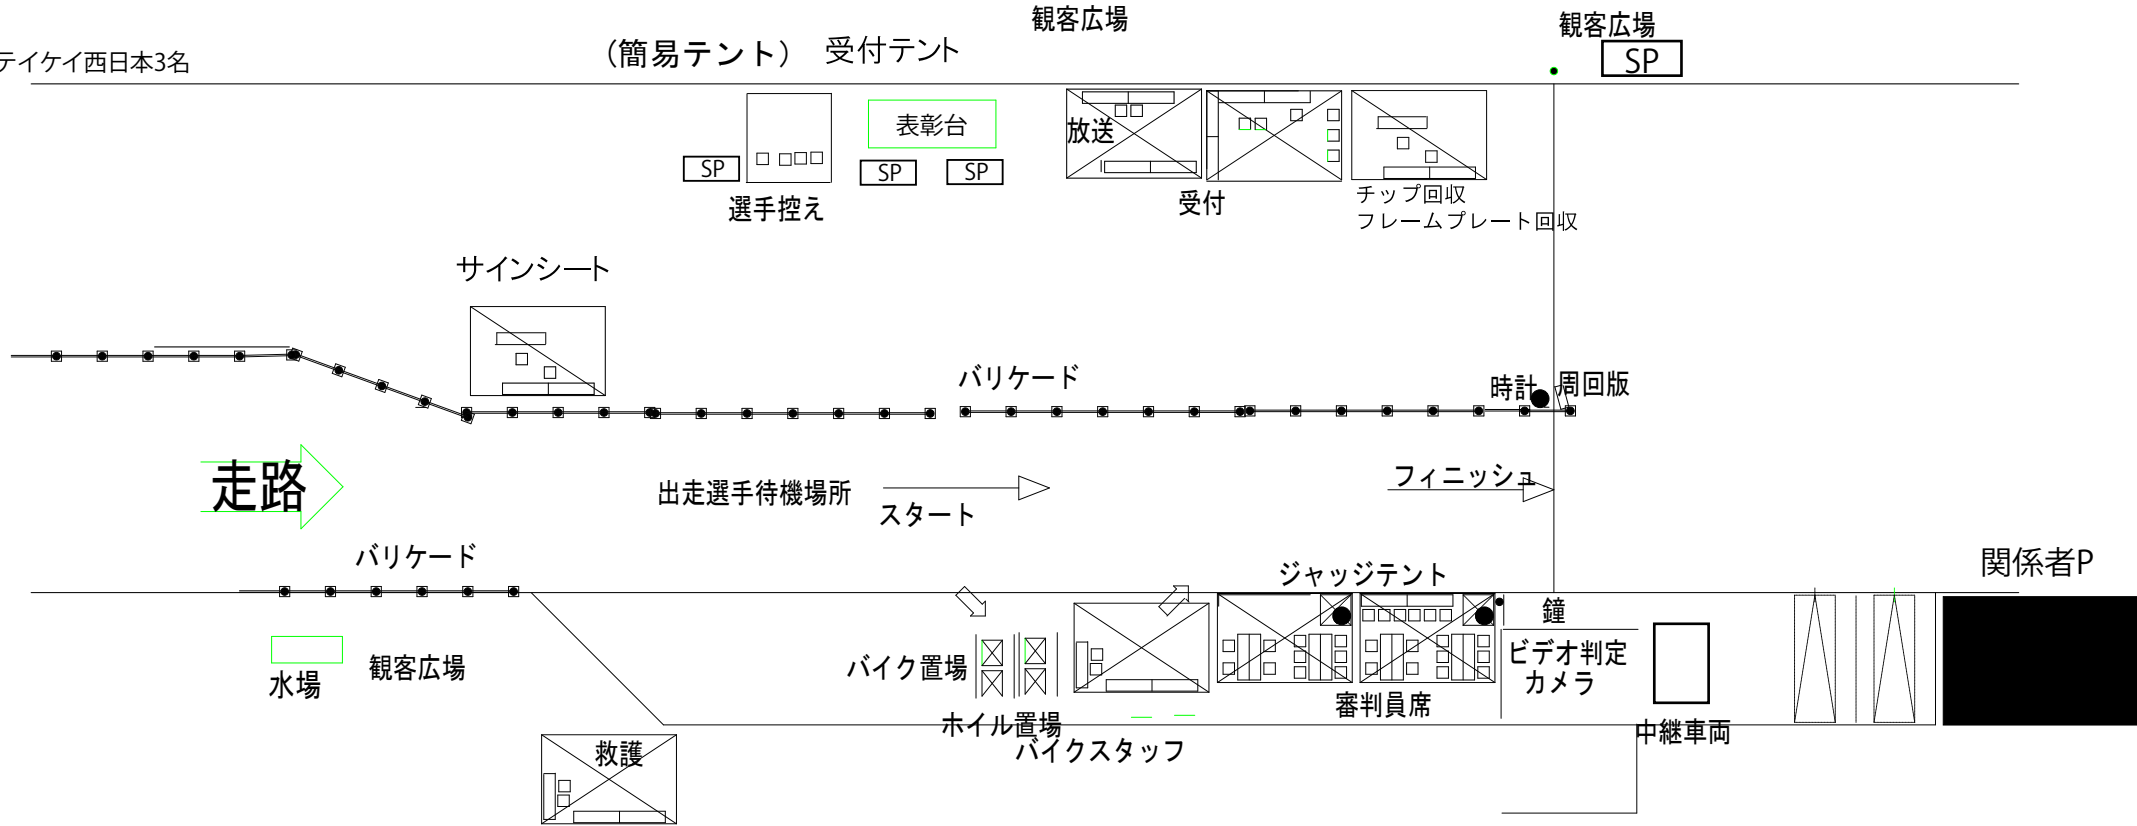 観客広場
観客広場
SP
テイケイ西日本3名
（簡易テント） 受付テント
表彰台
放送
SP
SP
SP
選手控え
受付
チップ回収
フレームプレート回収
サインシート
バリケード
時計
周回版
走路
出走選手待機場所
スタート
フィニッシュ
バリケード
ジャッジテント
関係者P
鐘
水場
観客広場
バイク置場
ビデオ判定
カメラ
審判員席
ホイル置場
バイクスタッフ
中継車両
救護